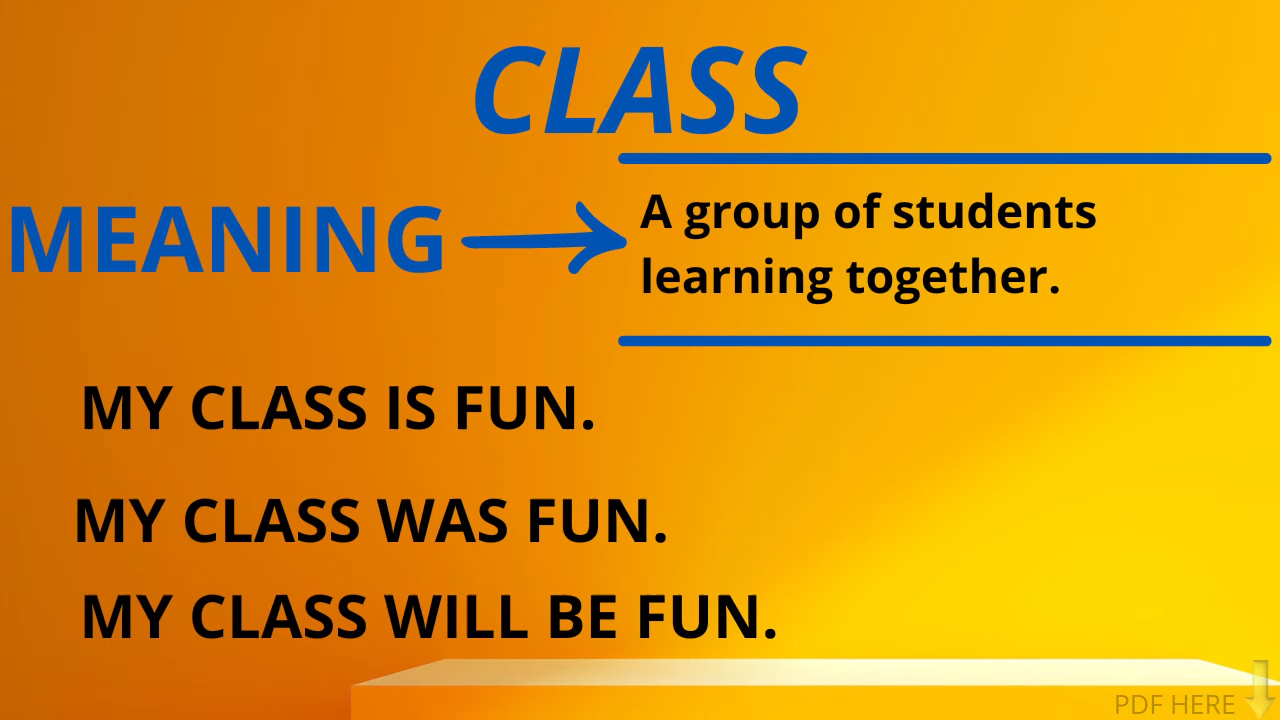 CLASS
MEANING
A group of students
learning together.
MY CLASS IS FUN.
MY CLASS WAS FUN.
MY CLASS WILL BE FUN.
PDF HERE